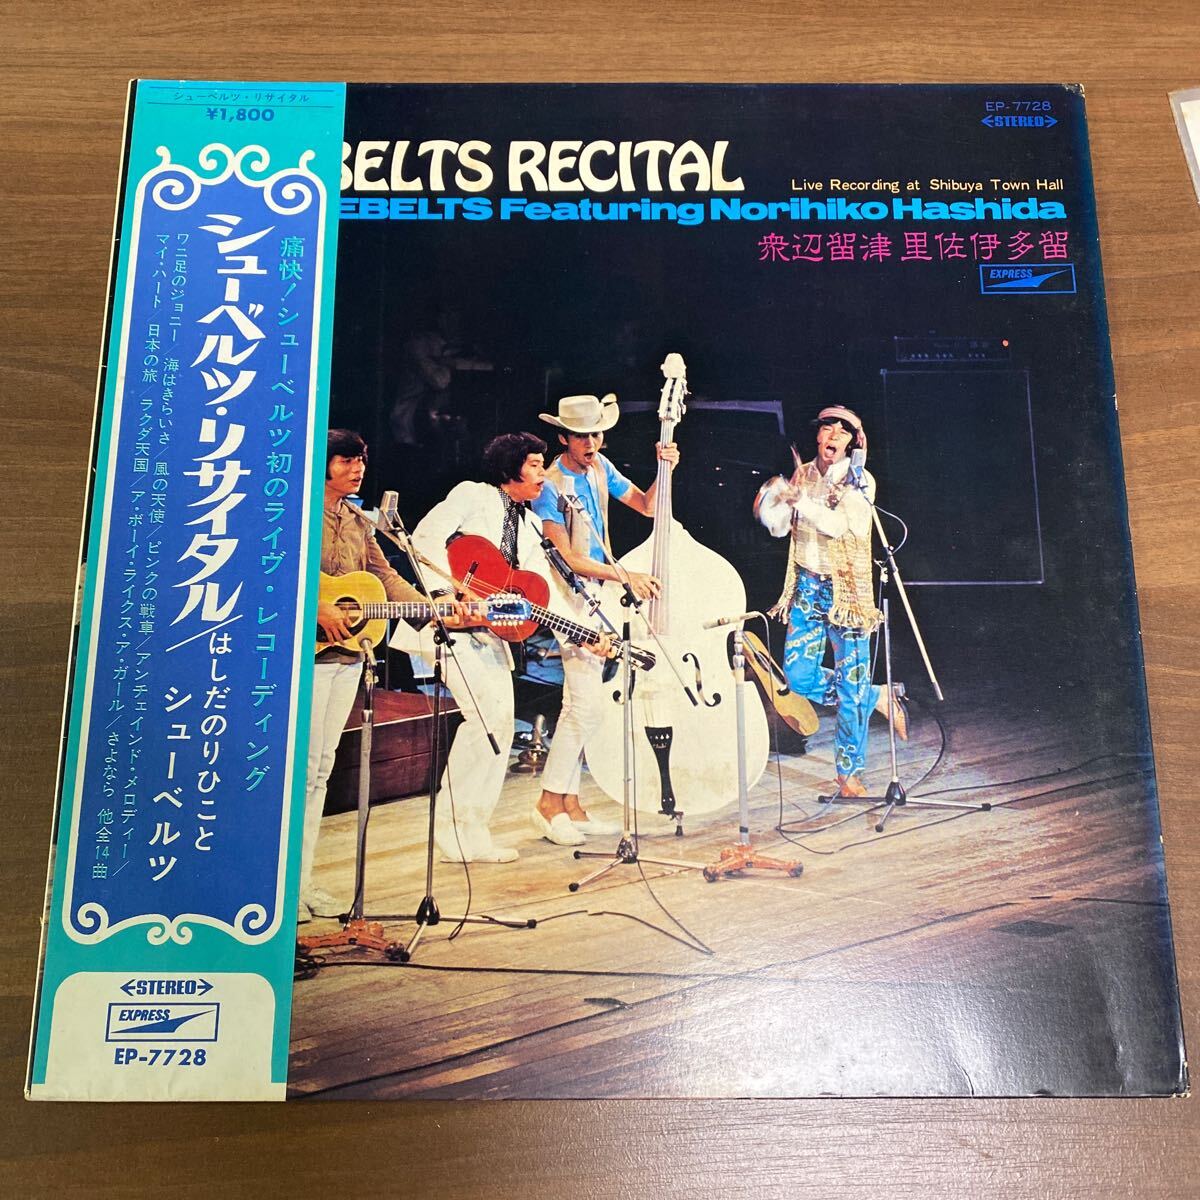 シューベルツ・リサイタル
¥1,800
痛快!シューベルツ初のライヴ・レコーディング
シューベルツ・リサイタル/はしだのりひことシューベルツ
ワニ足のジョニー/海はきらいさ/風の天使/ピンクの戦車/アンチェインド・メロディー/
マイ・ハート/日本の旅/ラクダ天国/ア・ボーイ・ライクス・ア・ガール/さよなら 他全14曲
STEREO
EXPRESS
EP-7728
EP-7728
STEREO
BELTS RECITAL
Live Recording at Shibuya Town Hall
EBELTS Featuring Norihiko Hashida
衆辺留津 里佐伊多留
EXPRESS